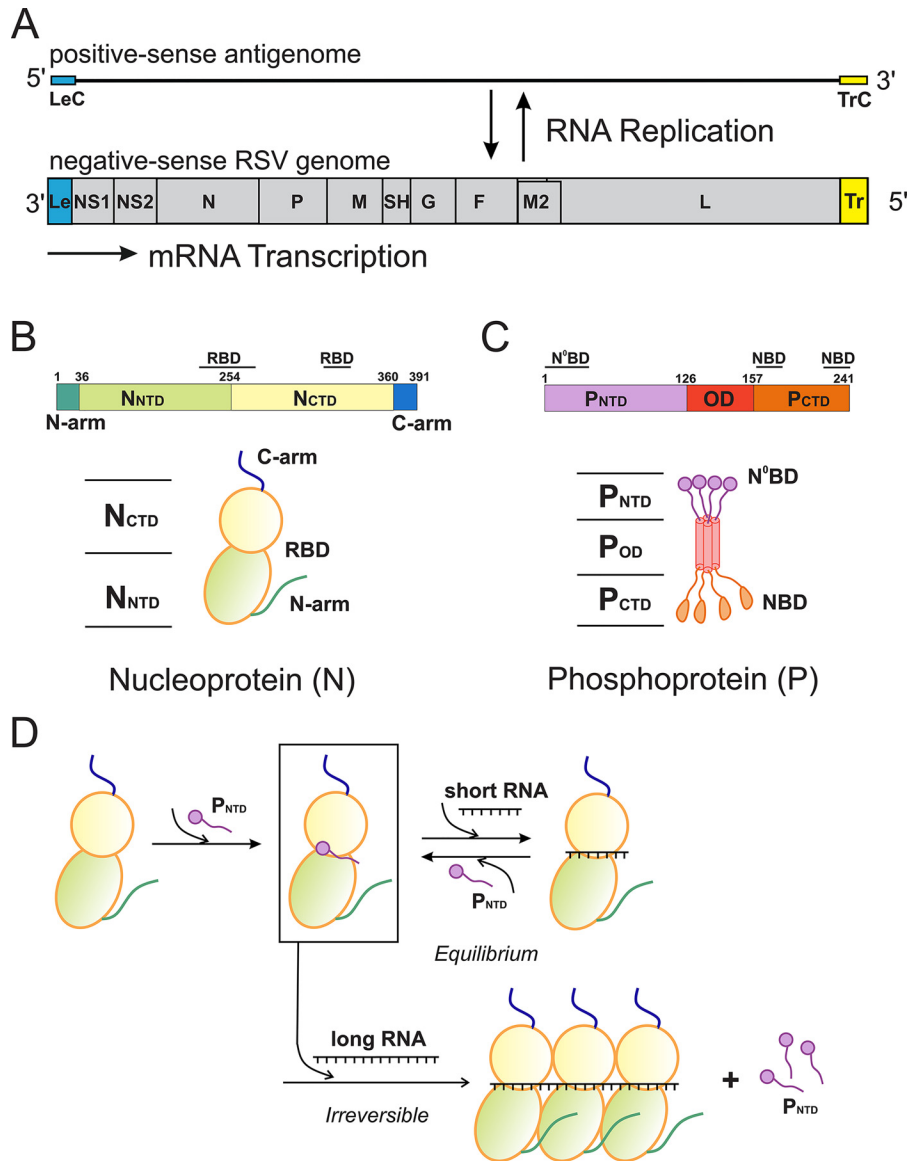 A
positive-sense antigenome
5' 3'
LeC TrC
RNA Replication
negative-sense RSV genome
3' Le NS1 NS2 N P M SH G F M2 L Tr 5'
mRNA Transcription
B
RBD RBD
1 36 254 360 391
NNTD NCTD
N-arm C-arm
C-arm
NCTD
RBD
NNTD
N-arm
Nucleoprotein (N)
C
N⁰BD NBD NBD
1 126 157 241
PNTD OD PCTD
N⁰BD
PNTD
POD
PCTD
NBD
Phosphoprotein (P)
D
PNTD
short RNA
PNTD
Equilibrium
long RNA
Irreversible
+
PNTD